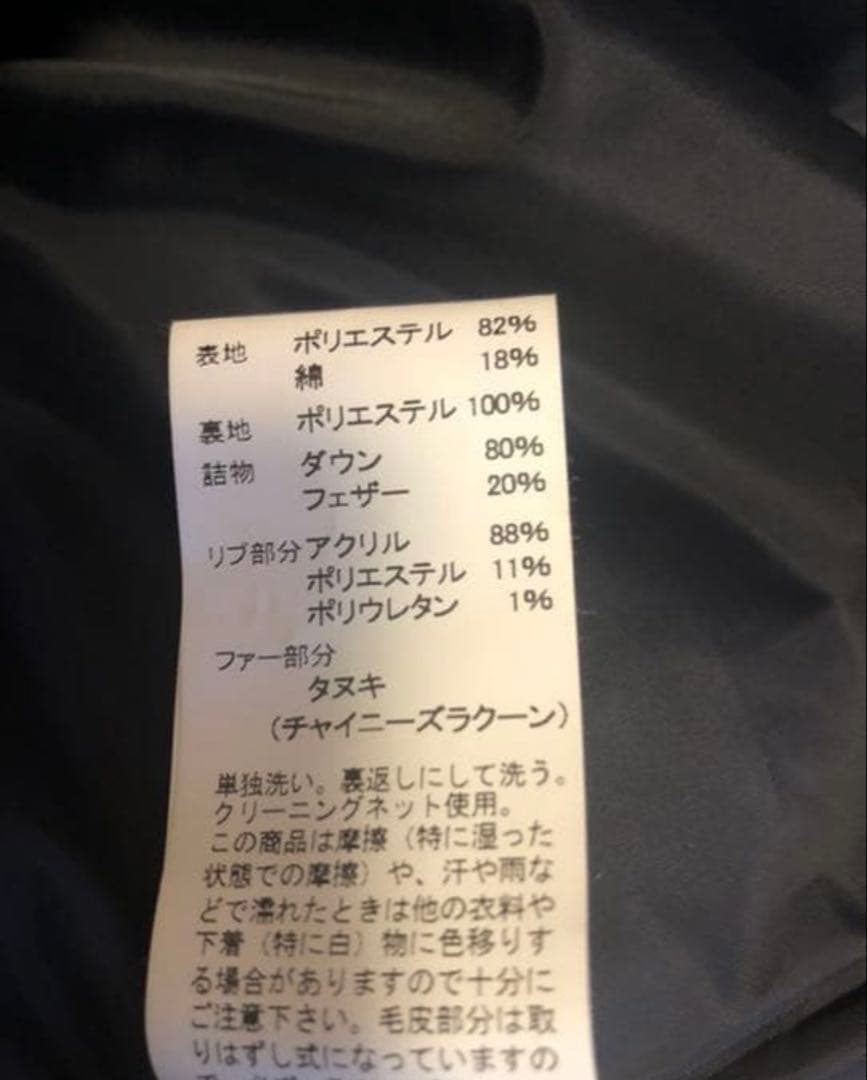 表地 ポリエステル 82%
綿 18%
裏地 ポリエステル 100%
詰物 ダウン 80%
フェザー 20%
リブ部分 アクリル 88%
ポリエステル 11%
ポリウレタン 1%
ファー部分
タヌキ
(チャイニーズラクーン)
単独洗い。裏返しにして洗う。
クリーニングネット使用。
この商品は摩擦(特に湿った
状態での摩擦)や、汗や雨な
どで濡れたときは他の衣料や
下着(特に白)物に色移りす
る場合がありますので十分に
ご注意下さい。毛皮部分は取
りはずし式になっていますの